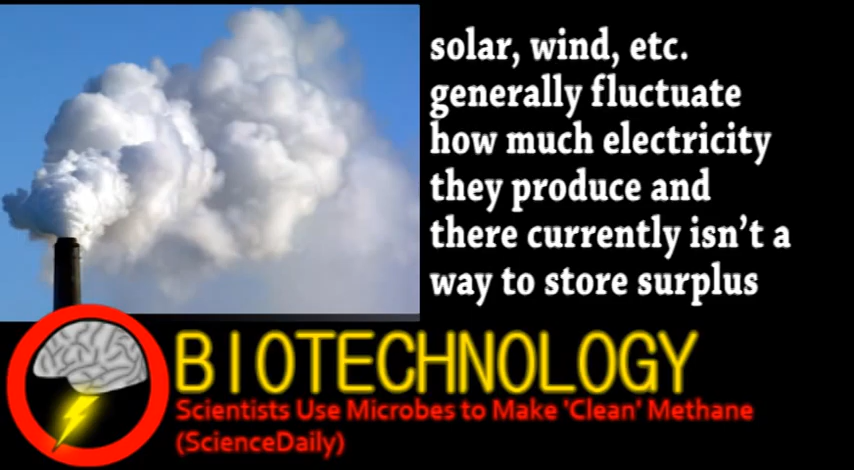 solar, wind, etc.
generally fluctuate
how much electricity
they produce and
there currently isn't a
way to store surplus
BIOTECHNOLOGY
Scientists Use Microbes to Make 'Clean' Methane
(ScienceDaily)